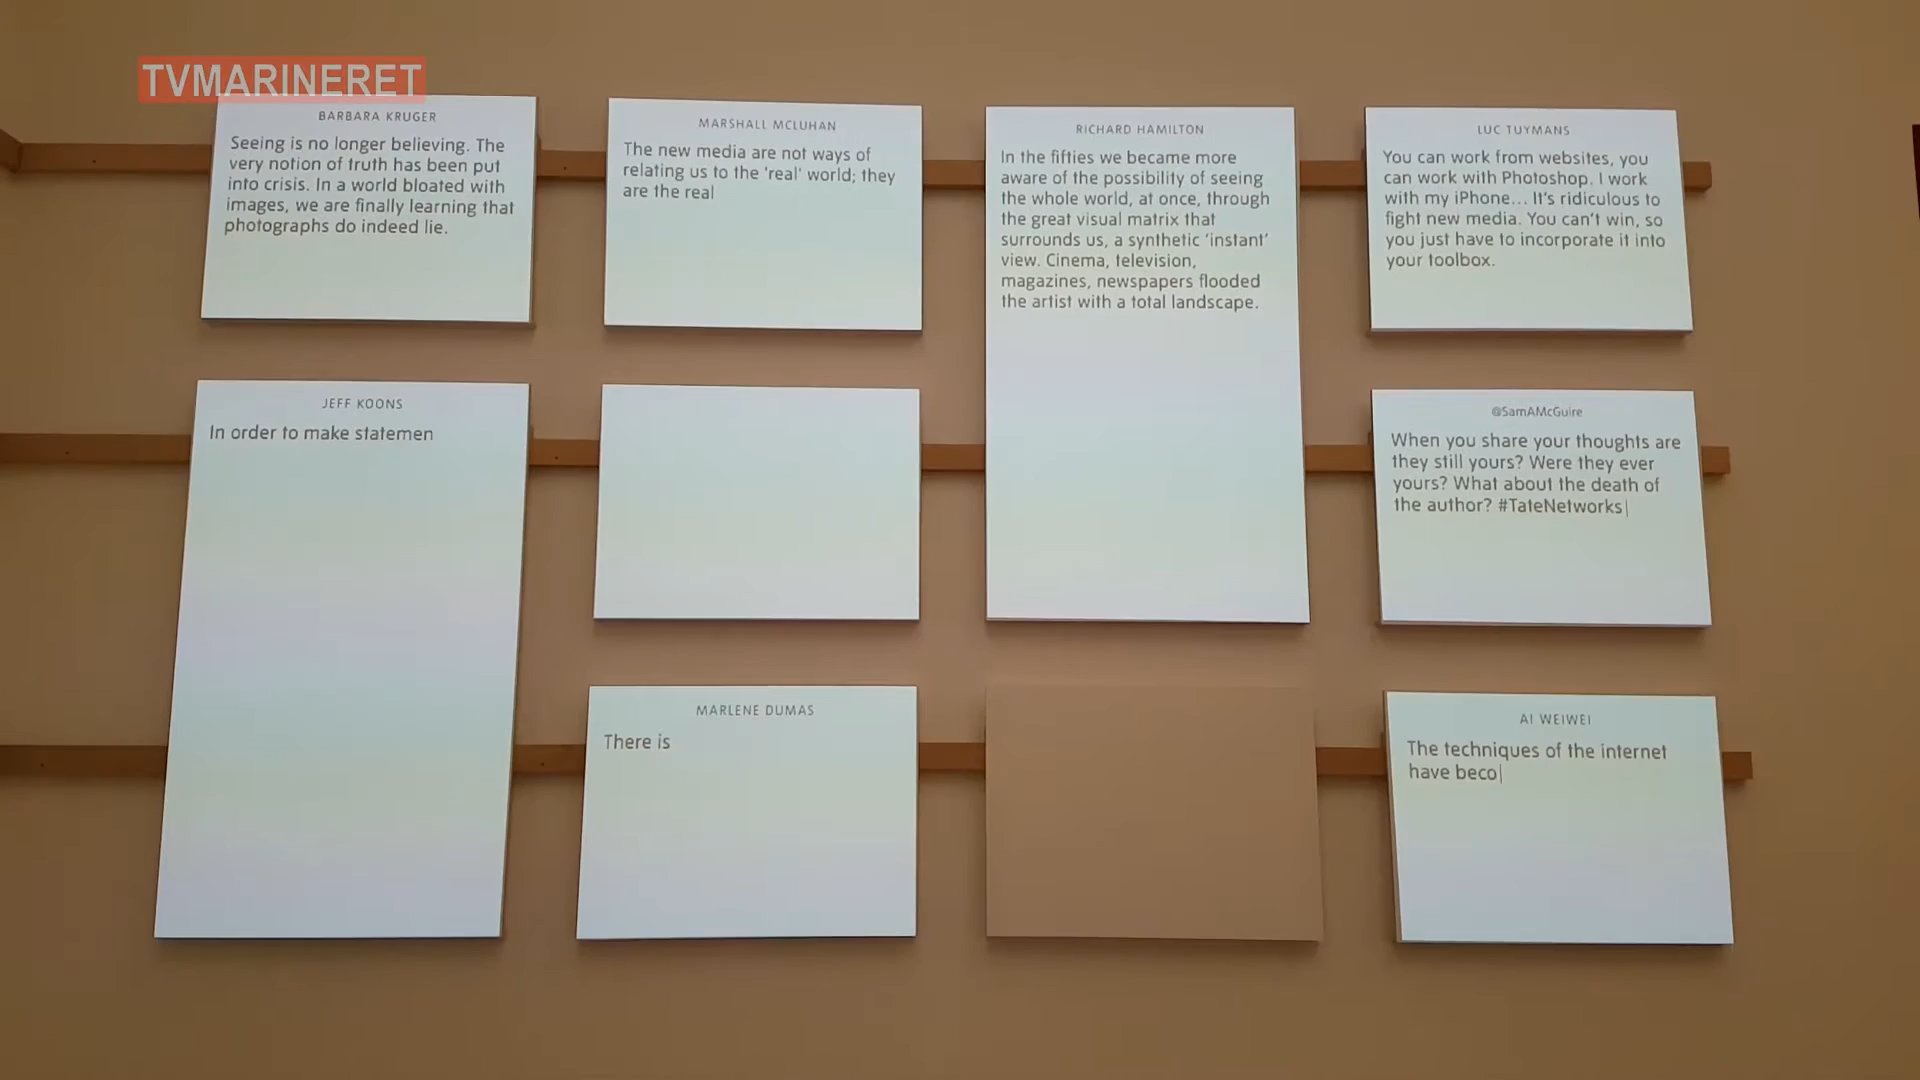 TVMARINERET
BARBARA KRUGER
Seeing is no longer believing. The
very notion of truth has been put
into crisis. In a world bloated with
images, we are finally learning that
photographs do indeed lie.
MARSHALL MCLUHAN
The new media are not ways of
relating us to the 'real' world; they
are the real
RICHARD HAMILTON
In the fifties we became more
aware of the possibility of seeing
the whole world, at once, through
the great visual matrix that
surrounds us, a synthetic ‘instant’
view. Cinema, television,
magazines, newspapers flooded
the artist with a total landscape.
LUC TUYMANS
You can work from websites, you
can work with Photoshop. I work
with my iPhone... It's ridiculous to
fight new media. You can't win, so
you just have to incorporate it into
your toolbox.
JEFF KOONS
In order to make statemen
@SamAMcGuire
When you share your thoughts are
they still yours? Were they ever
yours? What about the death of
the author? #TateNetworks
MARLENE DUMAS
There is
AI WEIWEI
The techniques of the internet
have beco